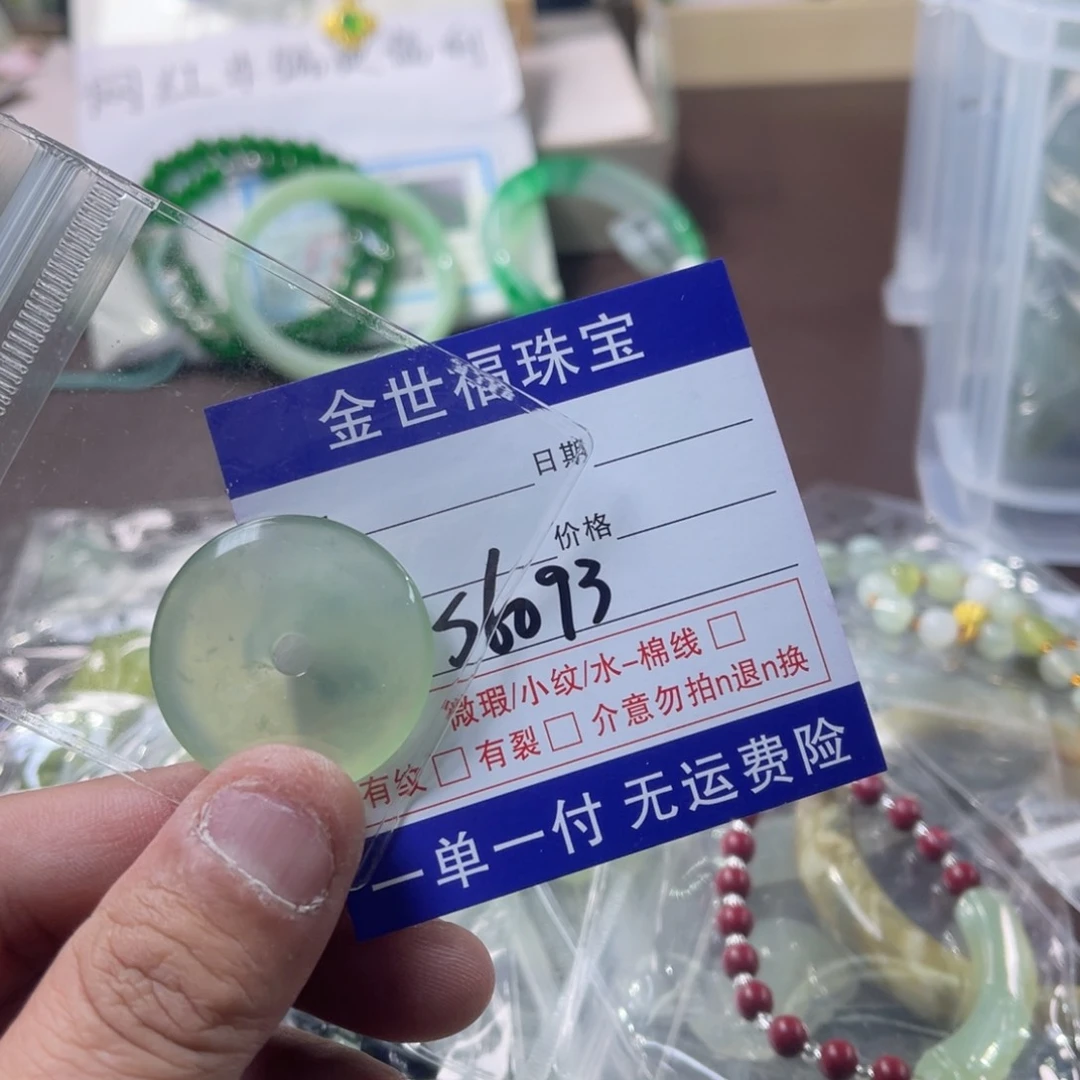 金世福珠宝
日期
价格
S6093
微瑕/小纹/水-棉线□
有纹□有裂□介意勿拍n退n换
一单一付 无运费险